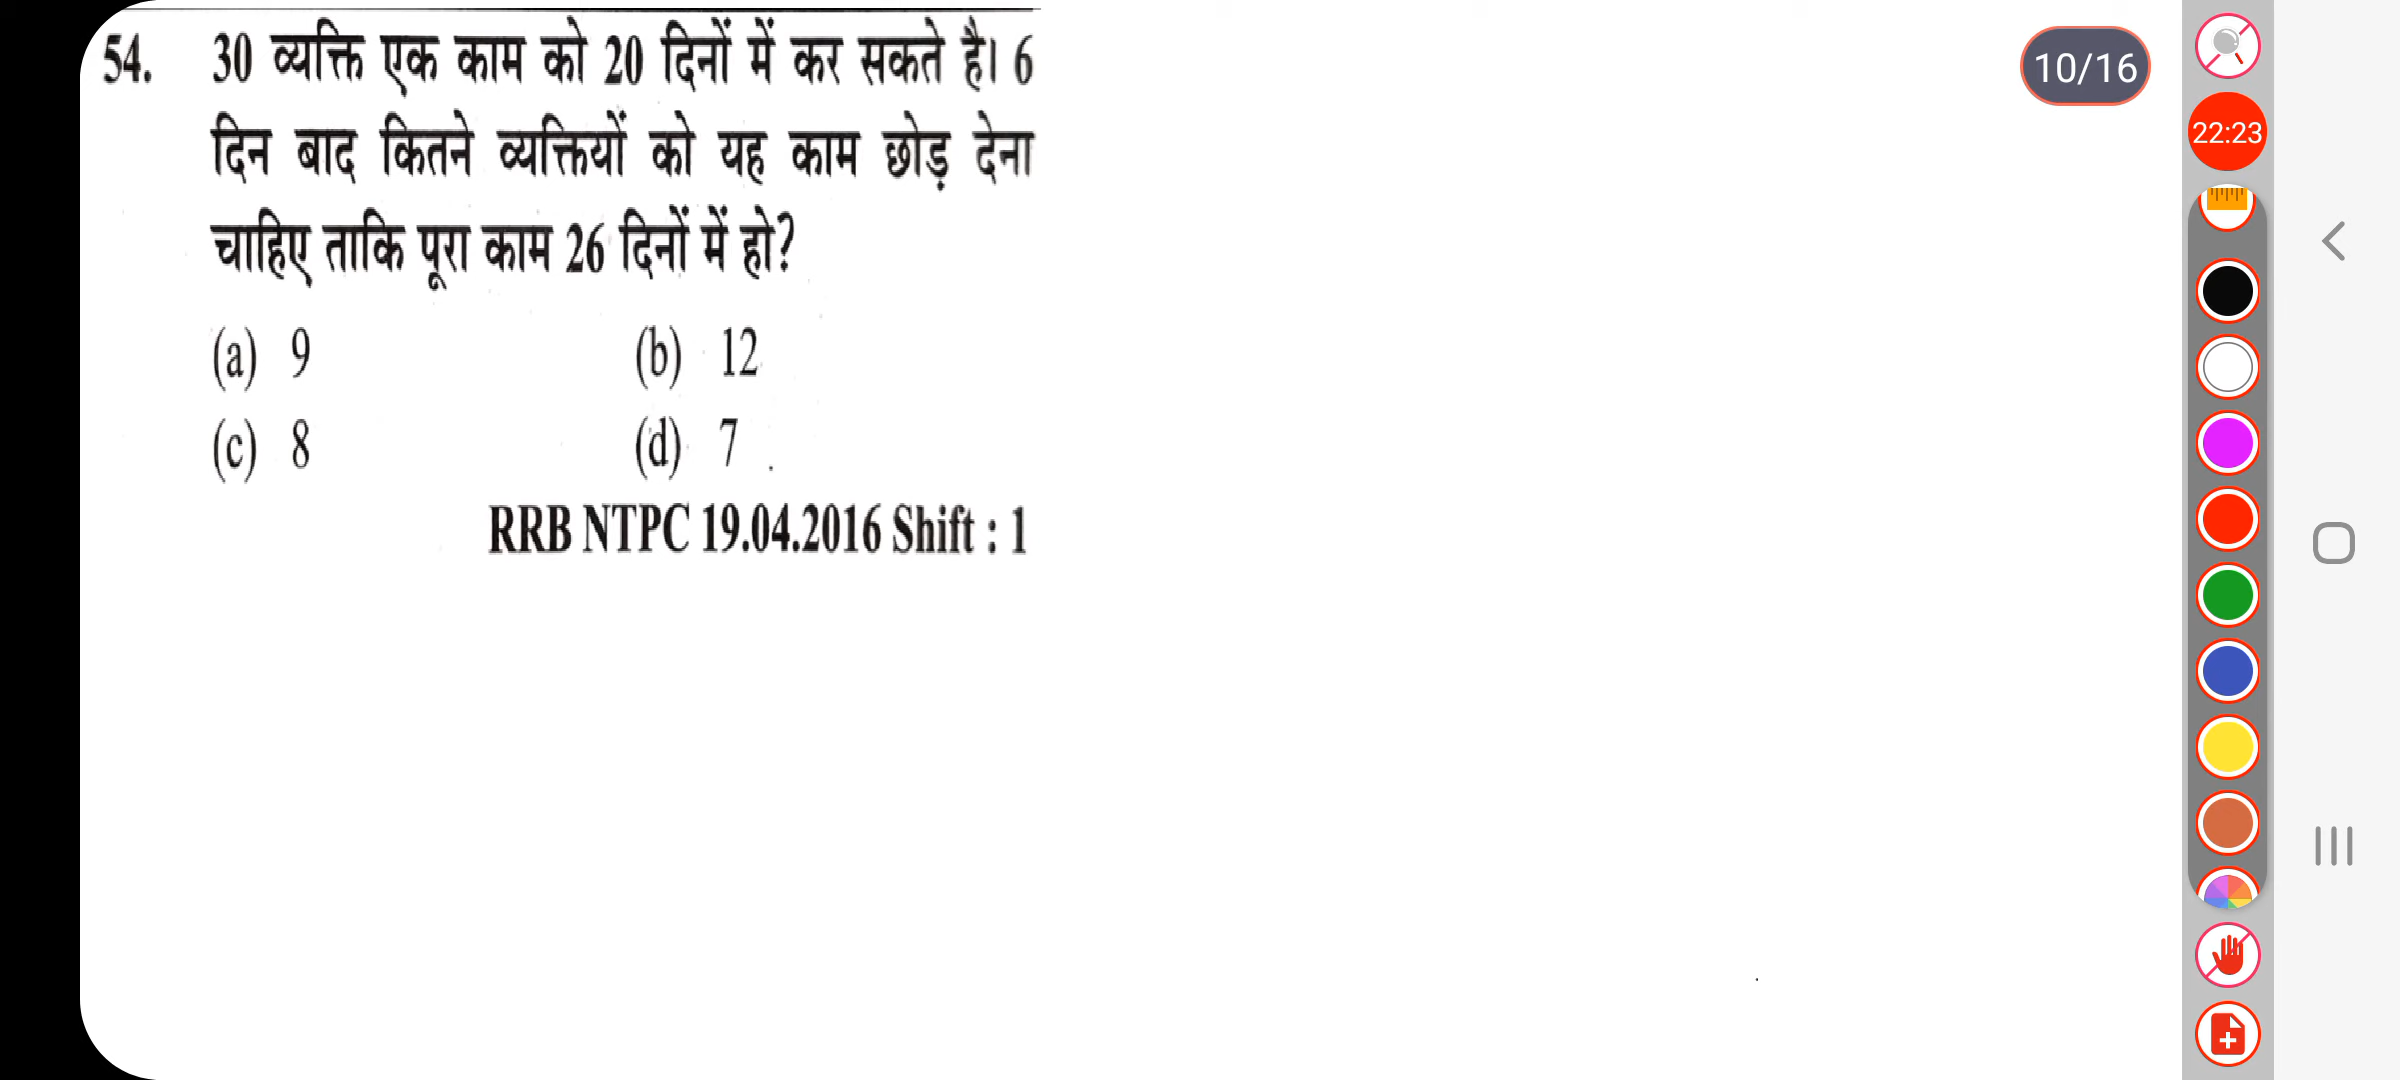 54. 30 व्यक्ति एक काम को 20 दिनों में कर सकते है। 6
दिन बाद कितने व्यक्तियों को यह काम छोड़ देना
चाहिए ताकि पूरा काम 26 दिनों में हो?
(a) 9 (b) 12
(c) 8 (d) 7
RRB NTPC 19.04.2016 Shift : 1
10/16
22:23